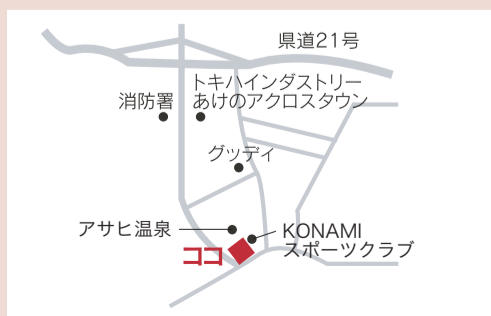 県道21号
トキハインダストリー
あけのアクロスタウン
消防署
グッディ
アサヒ温泉
KONAMI
スポーツクラブ
ココ